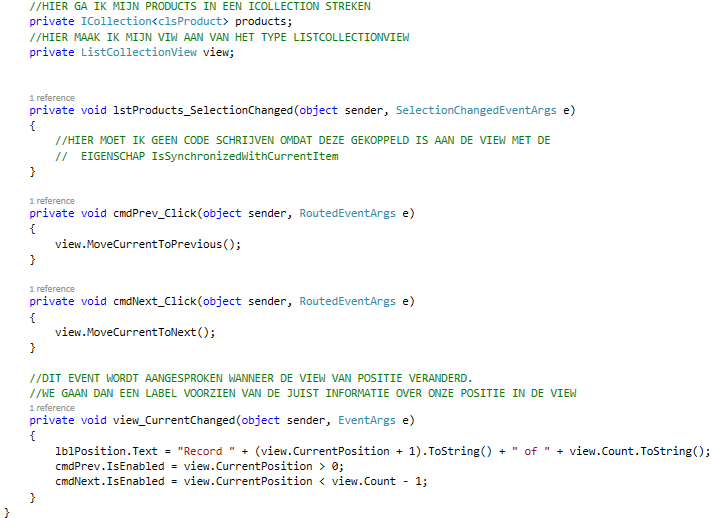 //HIER GA IK MIJN PRODUCTS IN EEN ICOLLECTION STREKEN
private ICollection<clsProduct> products;
//HIER MAAK IK MIJN VIW AAN VAN HET TYPE LISTCOLLECTIONVIEW
private ListCollectionView view;
1 reference
private void lstProducts_SelectionChanged(object sender, SelectionChangedEventArgs e)
{
//HIER MOET IK GEEN CODE SCHRIJVEN OMDAT DEZE GEKOPPELD IS AAN DE VIEW MET DE
//  EIGENSCHAP IsSynchronizedWithCurrentItem
}
1 reference
private void cmdPrev_Click(object sender, RoutedEventArgs e)
{
view.MoveCurrentToPrevious();
}
1 reference
private void cmdNext_Click(object sender, RoutedEventArgs e)
{
view.MoveCurrentToNext();
}
//DIT EVENT WORDT AANGESPROKEN WANNEER DE VIEW VAN POSITIE VERANDERD.
//WE GAAN DAN EEN LABEL VOORZIEN VAN DE JUIST INFORMATIE OVER ONZE POSITIE IN DE VIEW
1 reference
private void view_CurrentChanged(object sender, EventArgs e)
{
lblPosition.Text = "Record " + (view.CurrentPosition + 1).ToString() + " of " + view.Count.ToString();
cmdPrev.IsEnabled = view.CurrentPosition > 0;
cmdNext.IsEnabled = view.CurrentPosition < view.Count - 1;
}
}